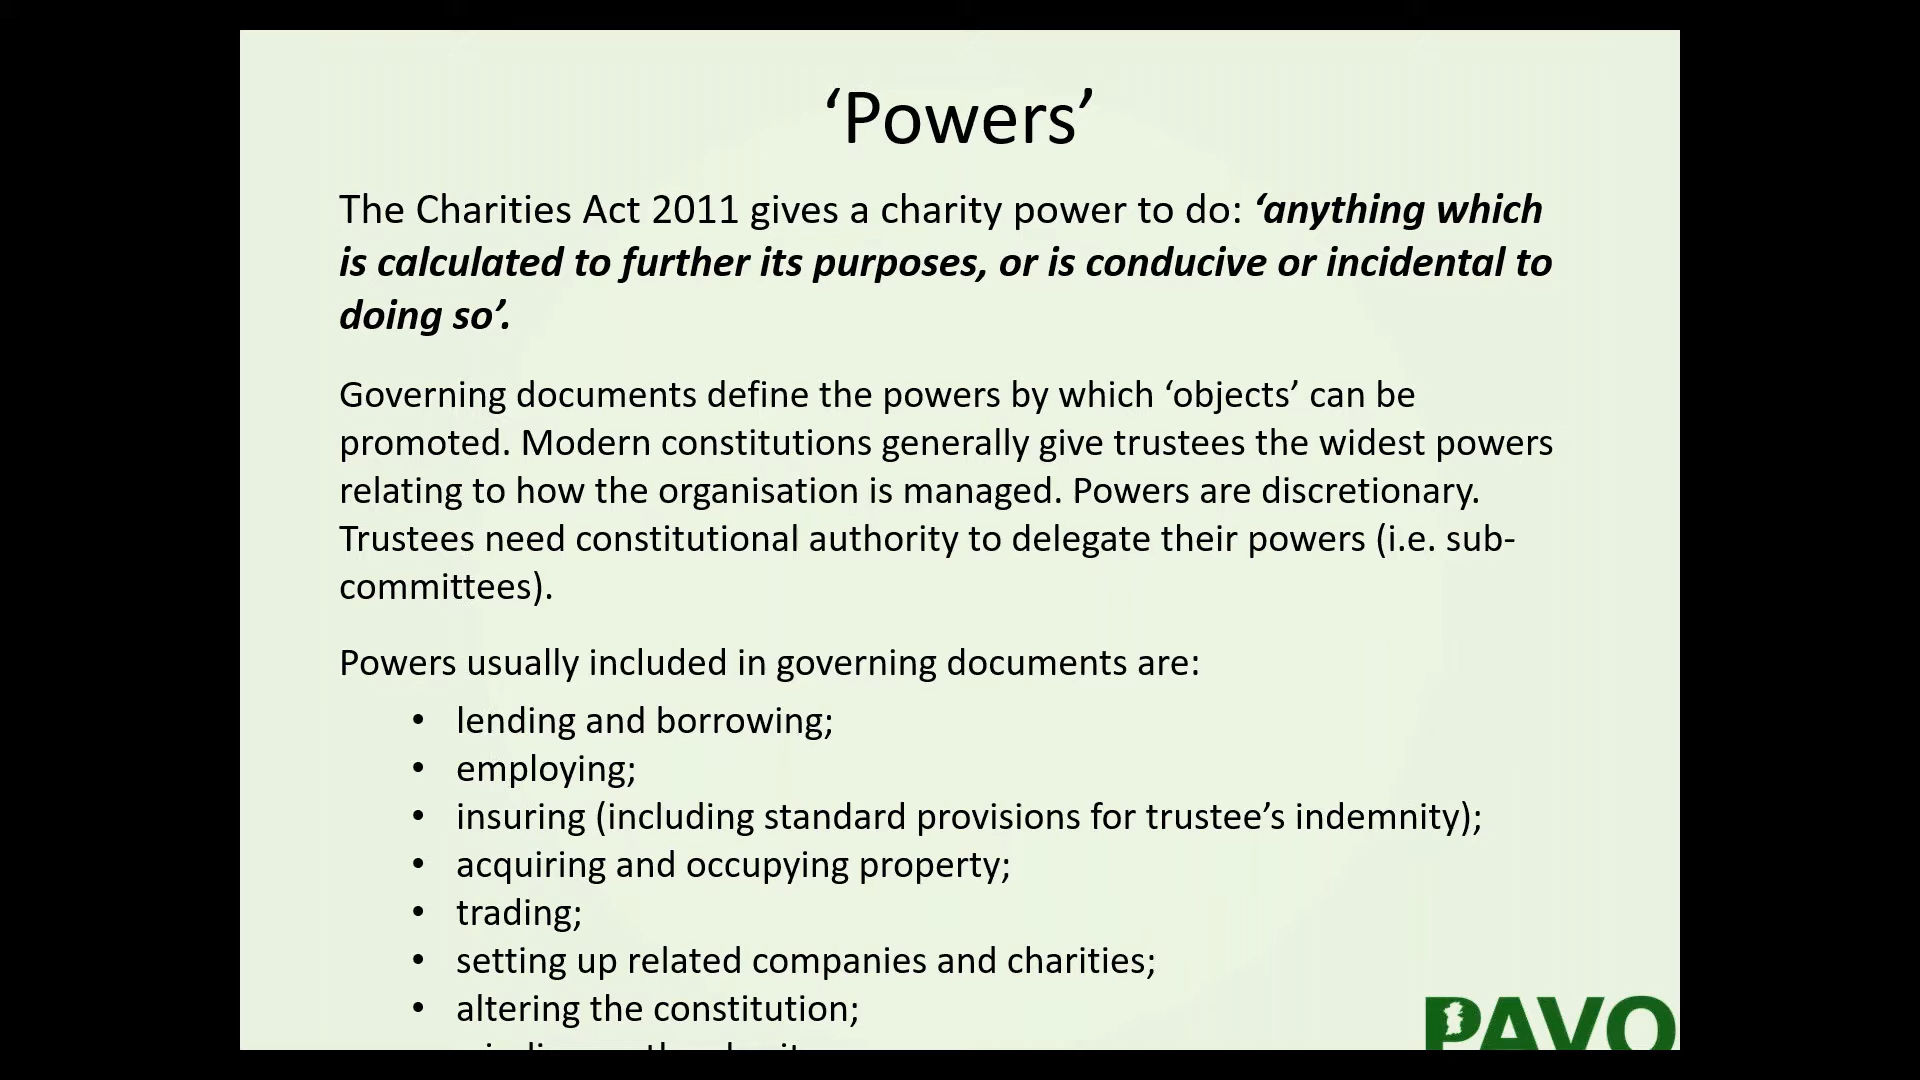 ‘Powers’
The Charities Act 2011 gives a charity power to do: ‘anything which
is calculated to further its purposes, or is conducive or incidental to
doing so’.
Governing documents define the powers by which ‘objects’ can be
promoted. Modern constitutions generally give trustees the widest powers
relating to how the organisation is managed. Powers are discretionary.
Trustees need constitutional authority to delegate their powers (i.e. sub-
committees).
Powers usually included in governing documents are:
• lending and borrowing;
• employing;
• insuring (including standard provisions for trustee’s indemnity);
• acquiring and occupying property;
• trading;
• setting up related companies and charities;
• altering the constitution;
PAVO